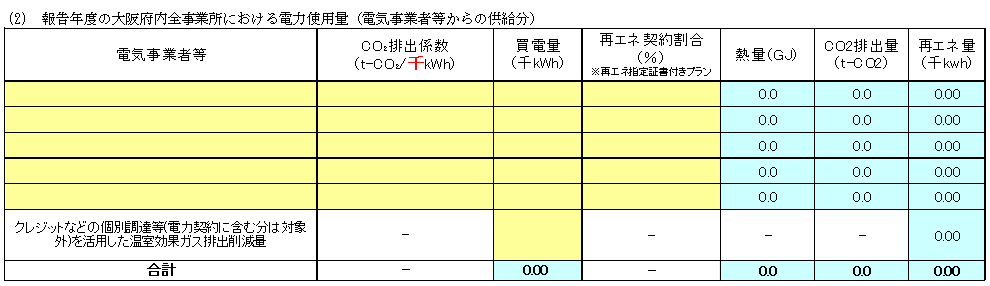 (2) 報告年度の大阪府内全事業所における電力使用量（電気事業者等からの供給分）
電気事業者等 CO₂排出係数 (t-CO₂/千kWh) 買電量 (千kWh) 再エネ契約割合 (%) ※再エネ指定証書付きプラン 熱量(GJ) CO2排出量 (t-CO2) 再エネ量 (千kwh)
0.0 0.0 0.00
0.0 0.0 0.00
0.0 0.0 0.00
0.0 0.0 0.00
0.0 0.0 0.00
クレジットなどの個別調達等(電力契約に含む分は対象
外)を活用した温室効果ガス排出削減量 － － － － 0.00
合計 － 0.00 － 0.0 0.0 0.00